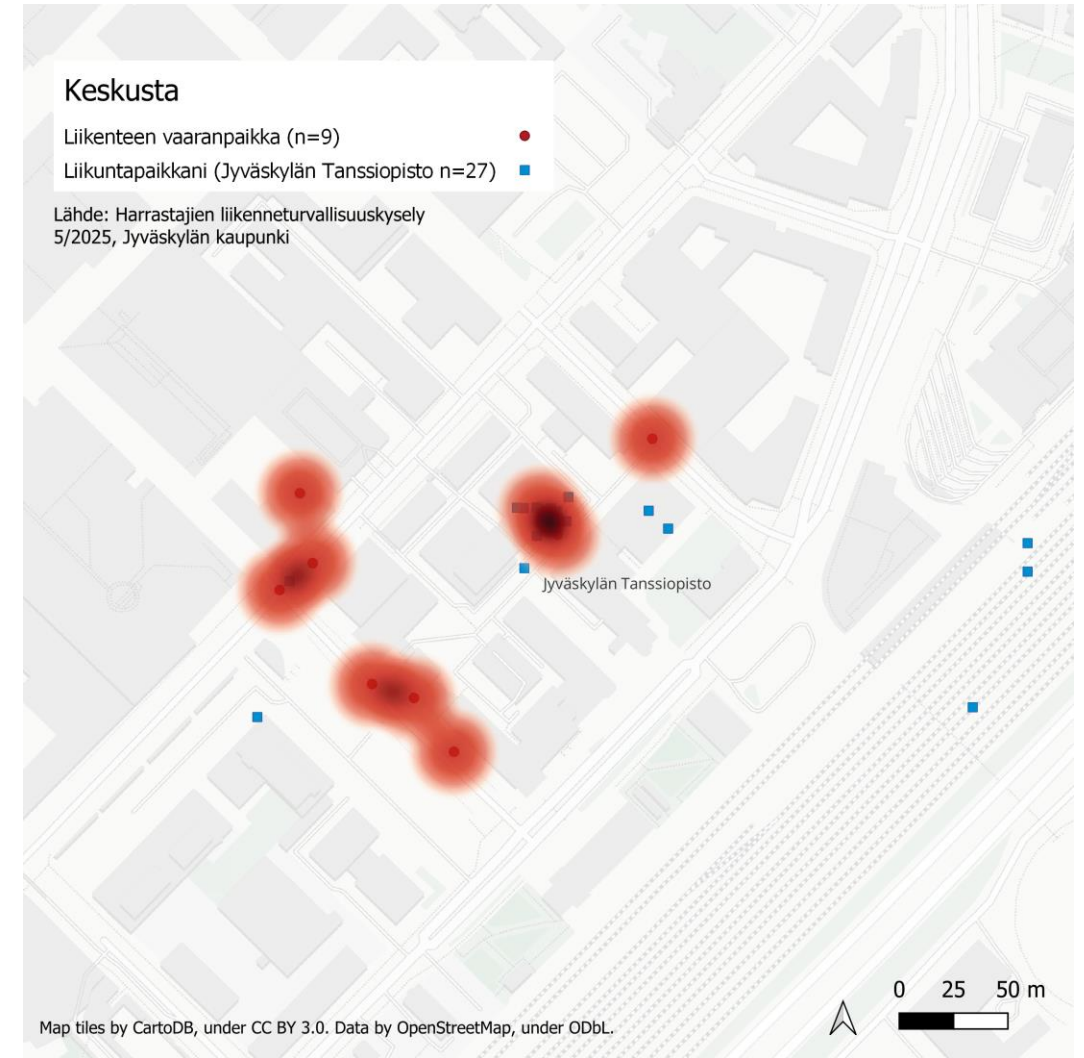 Keskusta
Liikenteen vaaranpaikka (n=9)
Liikuntapaikkani (Jyväskylän Tanssiopisto n=27)
Lähde: Harrastajien liikenneturvallisuuskysely
5/2025, Jyväskylän kaupunki
Jyväskylän Tanssiopisto
0 25 50 m
Map tiles by CartoDB, under CC BY 3.0. Data by OpenStreetMap, under ODbL.